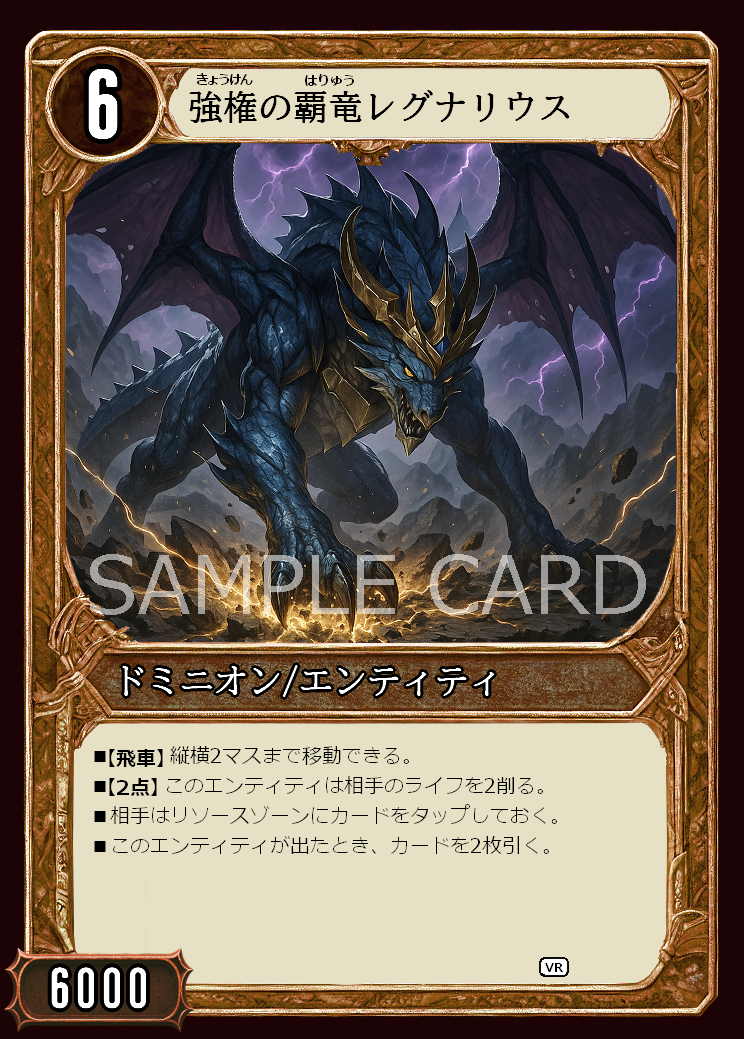 6
きょうけん はりゅう
強権の覇竜レグナリウス
SAMPLE CARD
ドミニオン/エンティティ
■【飛車】縦横2マスまで移動できる。
■【2点】このエンティティは相手のライフを2削る。
■相手はリソースゾーンにカードをタップしておく。
■このエンティティが出たとき、カードを2枚引く。
VR
6000